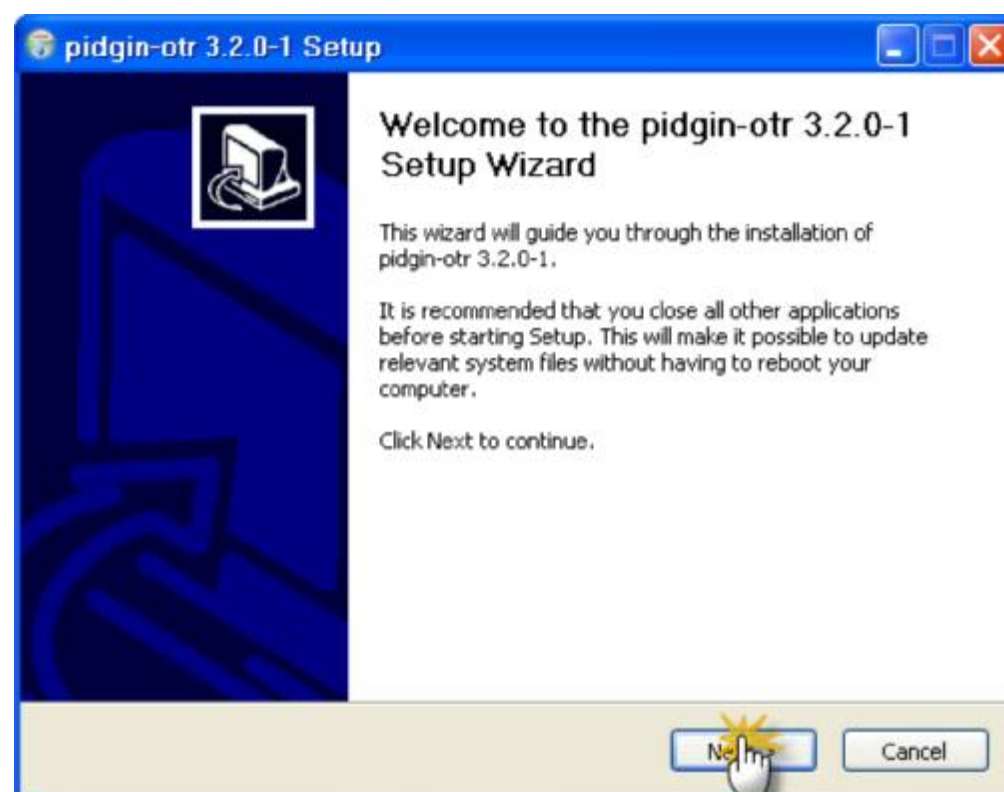 pidgin-otr 3.2.0-1 Setup
Welcome to the pidgin-otr 3.2.0-1
Setup Wizard
This wizard will guide you through the installation of
pidgin-otr 3.2.0-1.
It is recommended that you close all other applications
before starting Setup. This will make it possible to update
relevant system files without having to reboot your
computer.
Click Next to continue.
Cancel